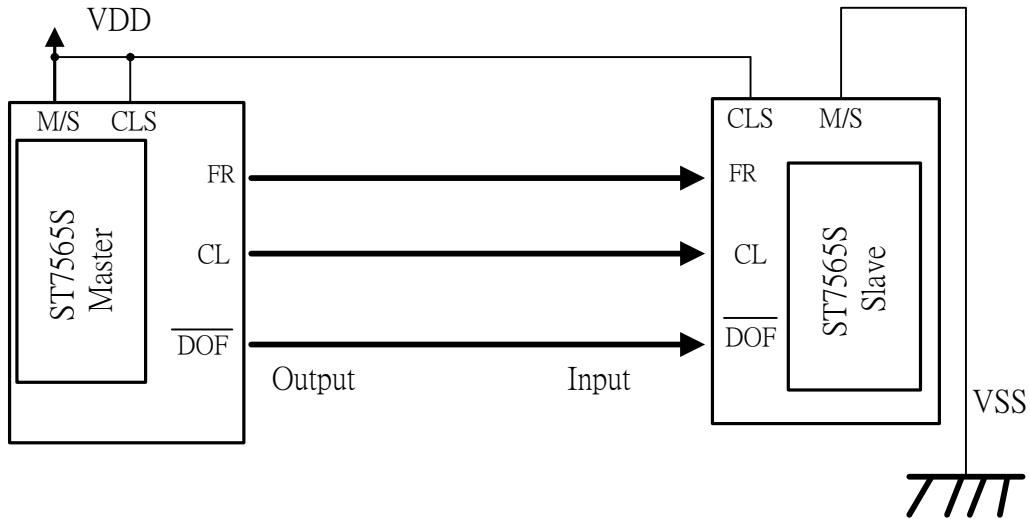 VDD
M/S CLS
CLS M/S
FR
FR
CL
CL
DOF
DOF
ST7565S
Master
ST7565S
Slave
Output
Input
VSS